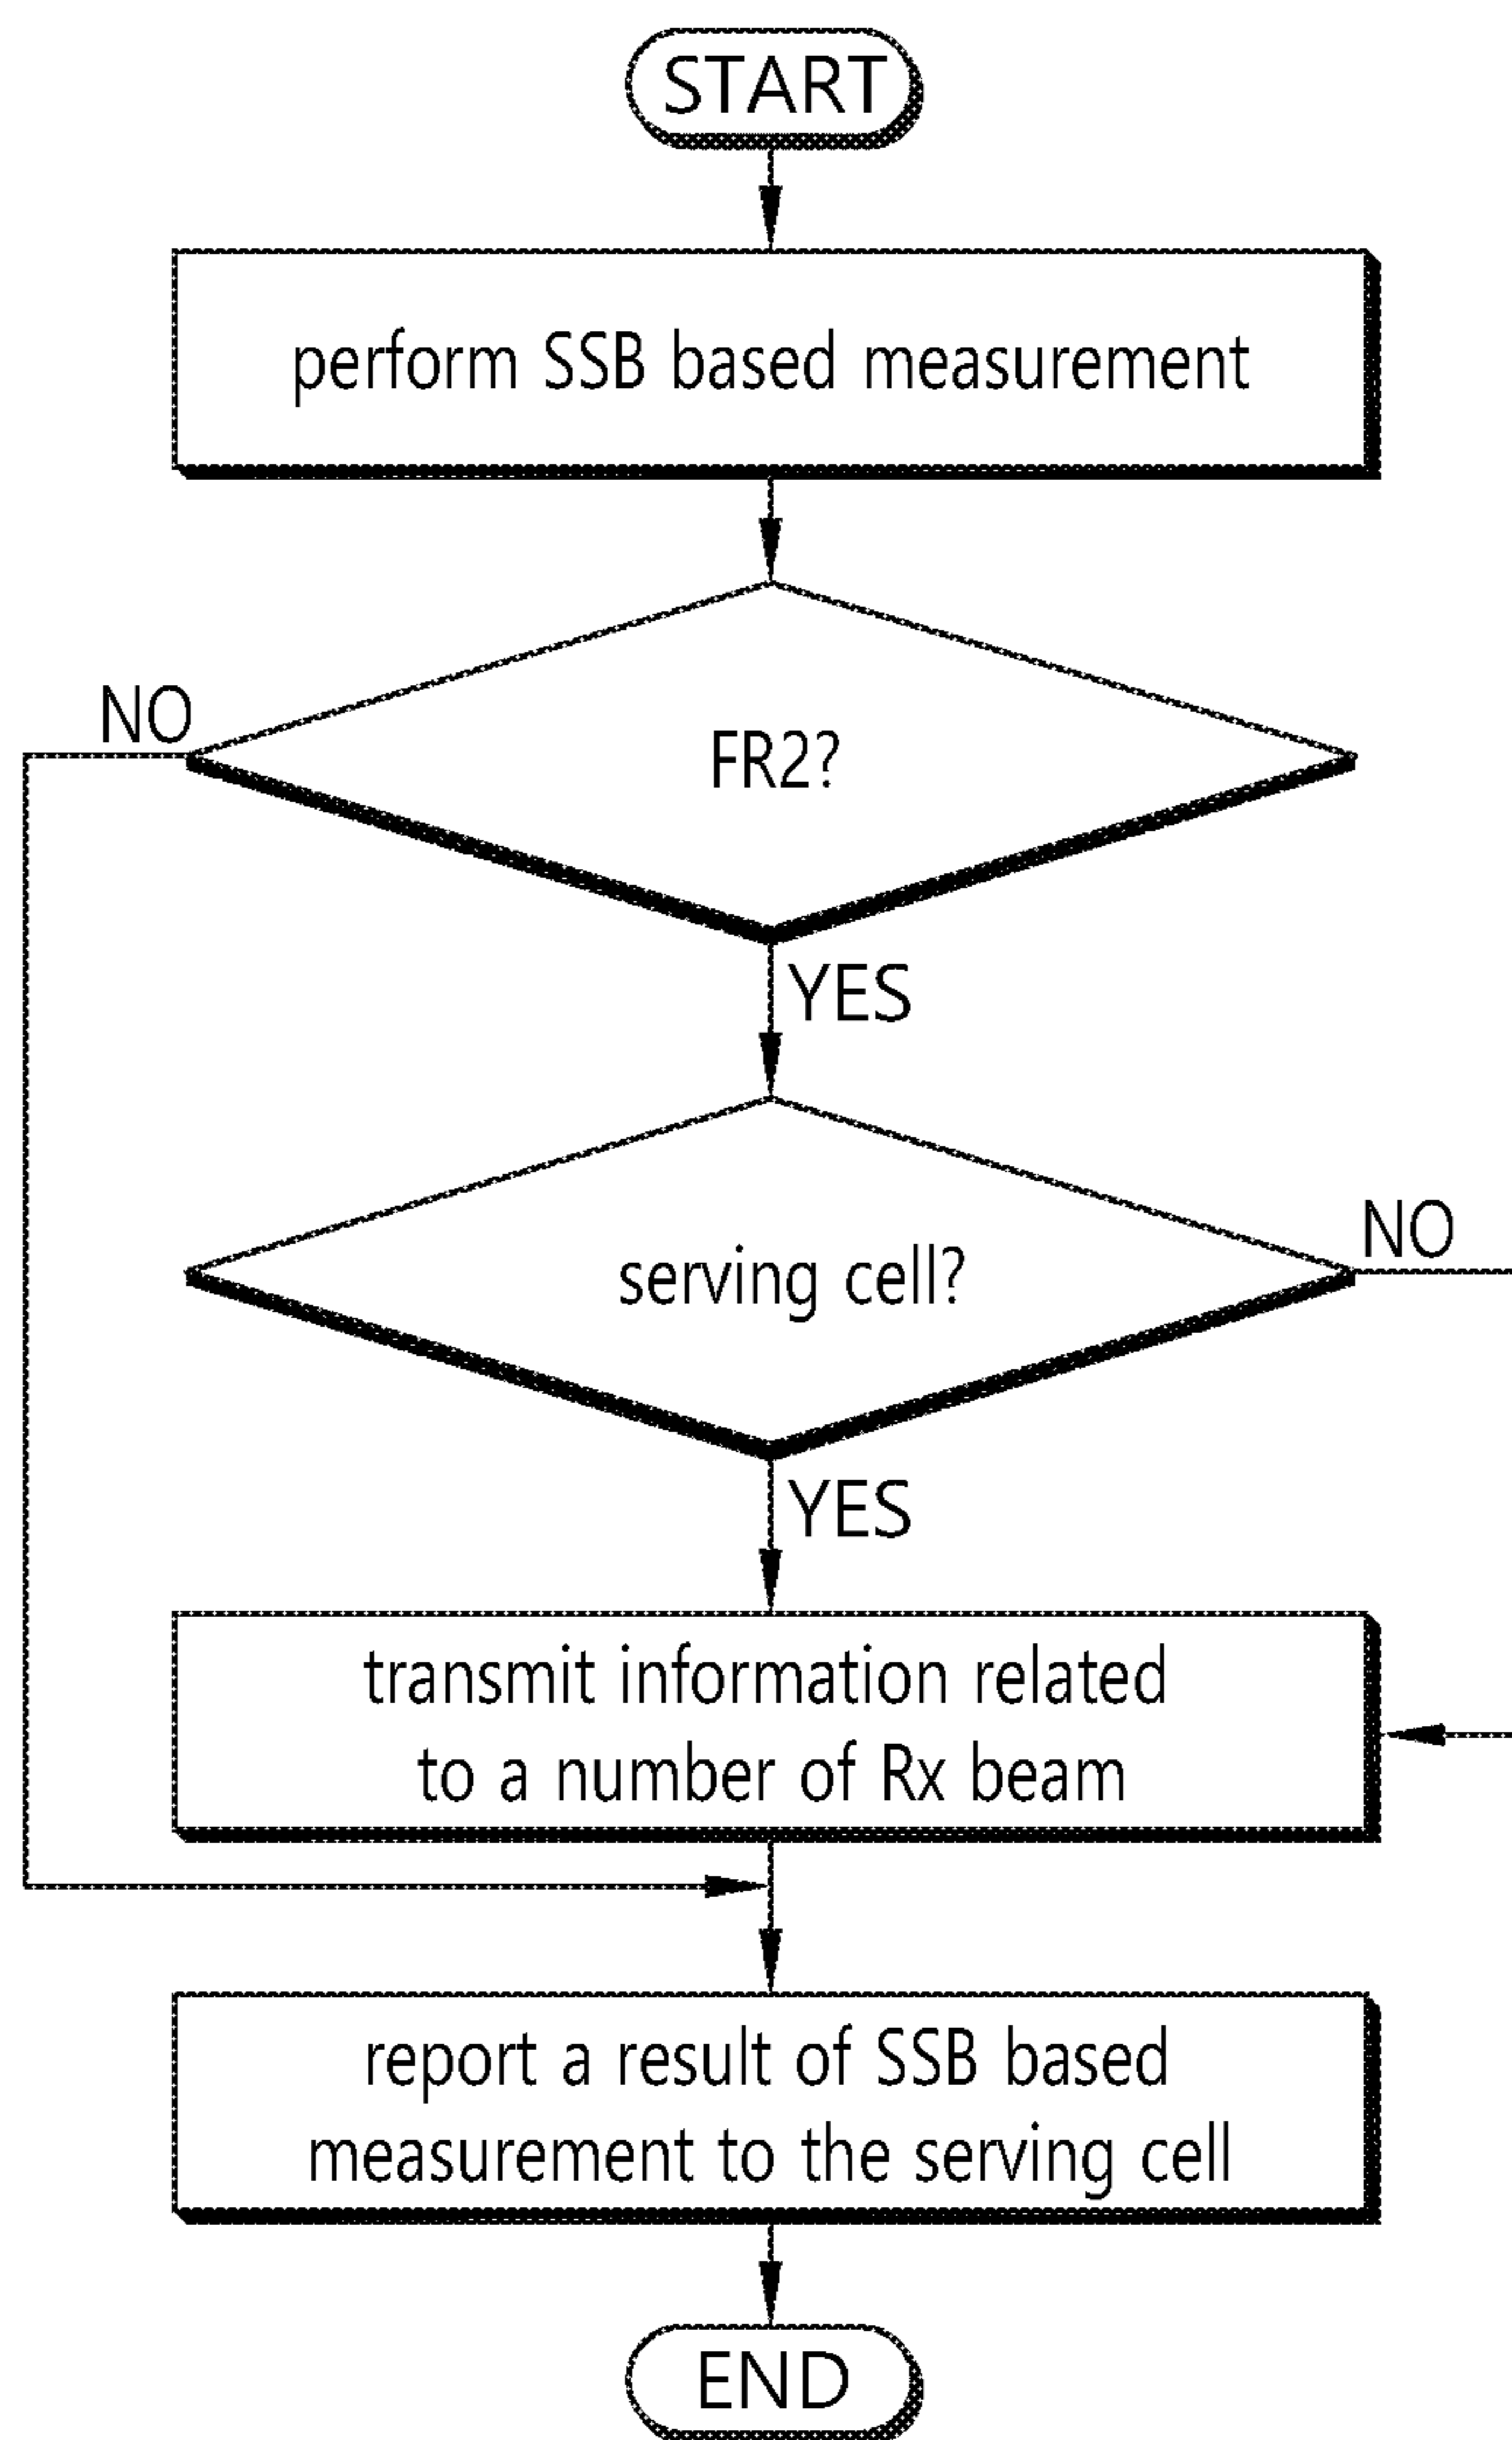 START
perform SSB based measurement
NO
FR2?
YES
serving cell?
NO
YES
transmit information related
to a number of Rx beam
report a result of SSB based
measurement to the serving cell
END